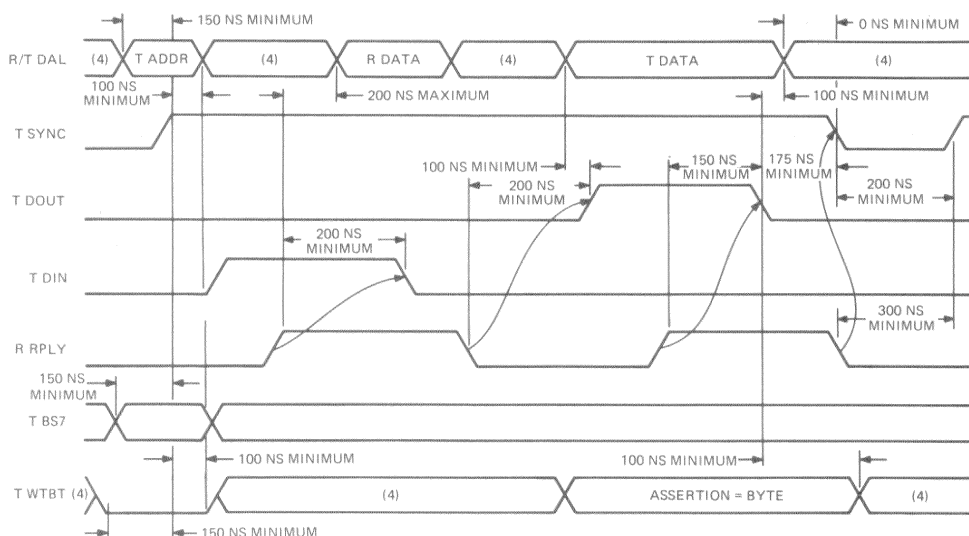 150 NS MINIMUM
0 NS MINIMUM
R/T DAL
(4)
T ADDR
(4)
R DATA
(4)
T DATA
(4)
100 NS
MINIMUM
200 NS MAXIMUM
100 NS MINIMUM
T SYNC
100 NS MINIMUM
150 NS
MINIMUM
175 NS
MINIMUM
200 NS
MINIMUM
200 NS
MINIMUM
T DOUT
200 NS
MINIMUM
T DIN
300 NS
MINIMUM
R RPLY
150 NS
MINIMUM
T BS7
100 NS MINIMUM
100 NS MINIMUM
T WTBT
(4)
(4)
ASSERTION = BYTE
(4)
150 NS MINIMUM